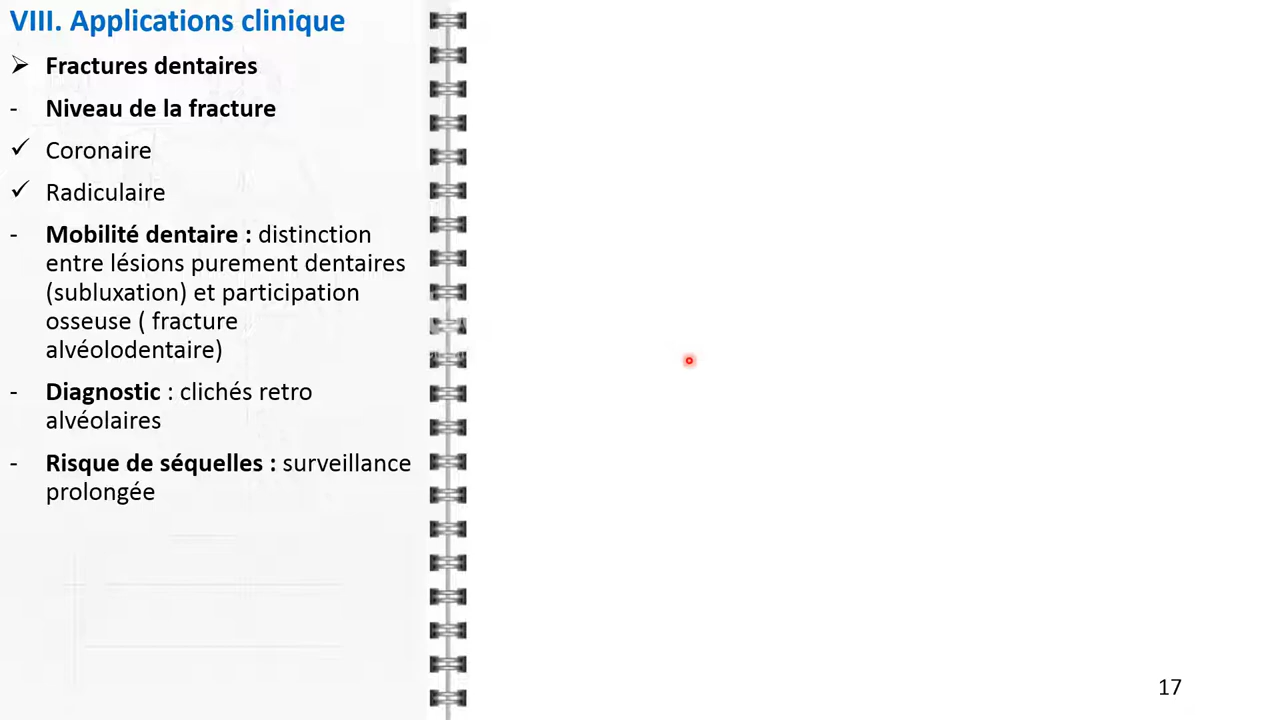 VIII. Applications clinique
➢ Fractures dentaires
- Niveau de la fracture
✓ Coronaire
✓ Radiculaire
- Mobilité dentaire : distinction
entre lésions purement dentaires
(subluxation) et participation
osseuse ( fracture
alvéolodentaire)
- Diagnostic : clichés retro
alvéolaires
- Risque de séquelles : surveillance
prolongée
17